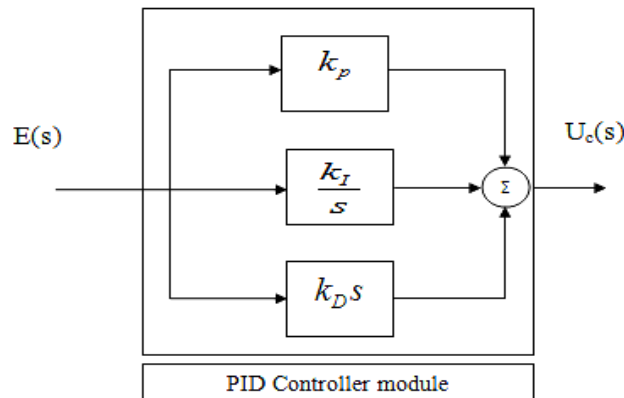 k_p
E(s)
U_c(s)
k_I
s
Σ
k_D s
PID Controller module